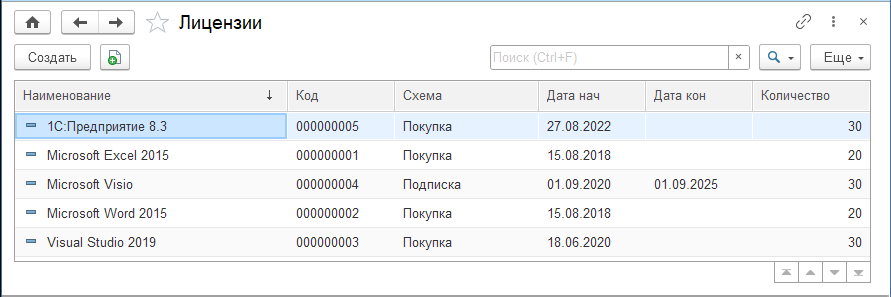 Лицензии
Создать Поиск (Ctrl+F) × Еще
Наименование ↓ Код Схема Дата нач Дата кон Количество
1С:Предприятие 8.3 000000005 Покупка 27.08.2022 30
Microsoft Excel 2015 000000001 Покупка 15.08.2018 20
Microsoft Visio 000000004 Подписка 01.09.2020 01.09.2025 30
Microsoft Word 2015 000000002 Покупка 15.08.2018 20
Visual Studio 2019 000000003 Покупка 18.06.2020 30